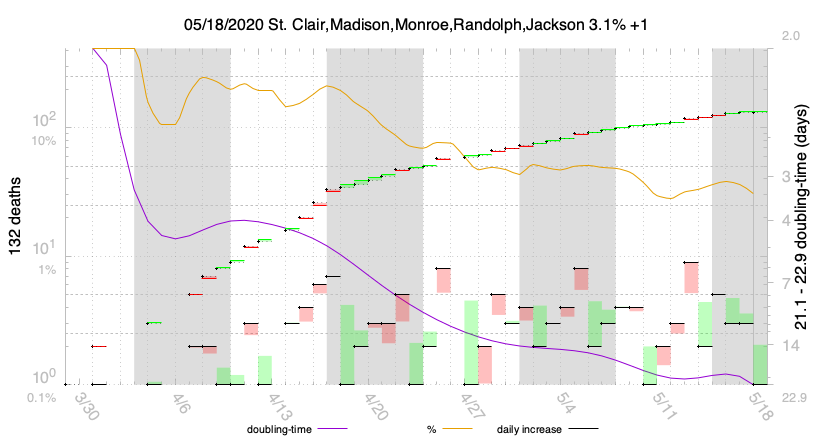 05/18/2020 St. Clair,Madison,Monroe,Randolph,Jackson 3.1% +1
2.0
10²
10%
3
4
132 deaths
21.1 - 22.9 doubling-time (days)
10¹
1%
7
14
10⁰
0.1%
22.9
3/30 4/6 4/13 4/20 4/27 5/4 5/11 5/18
doubling-time % daily increase